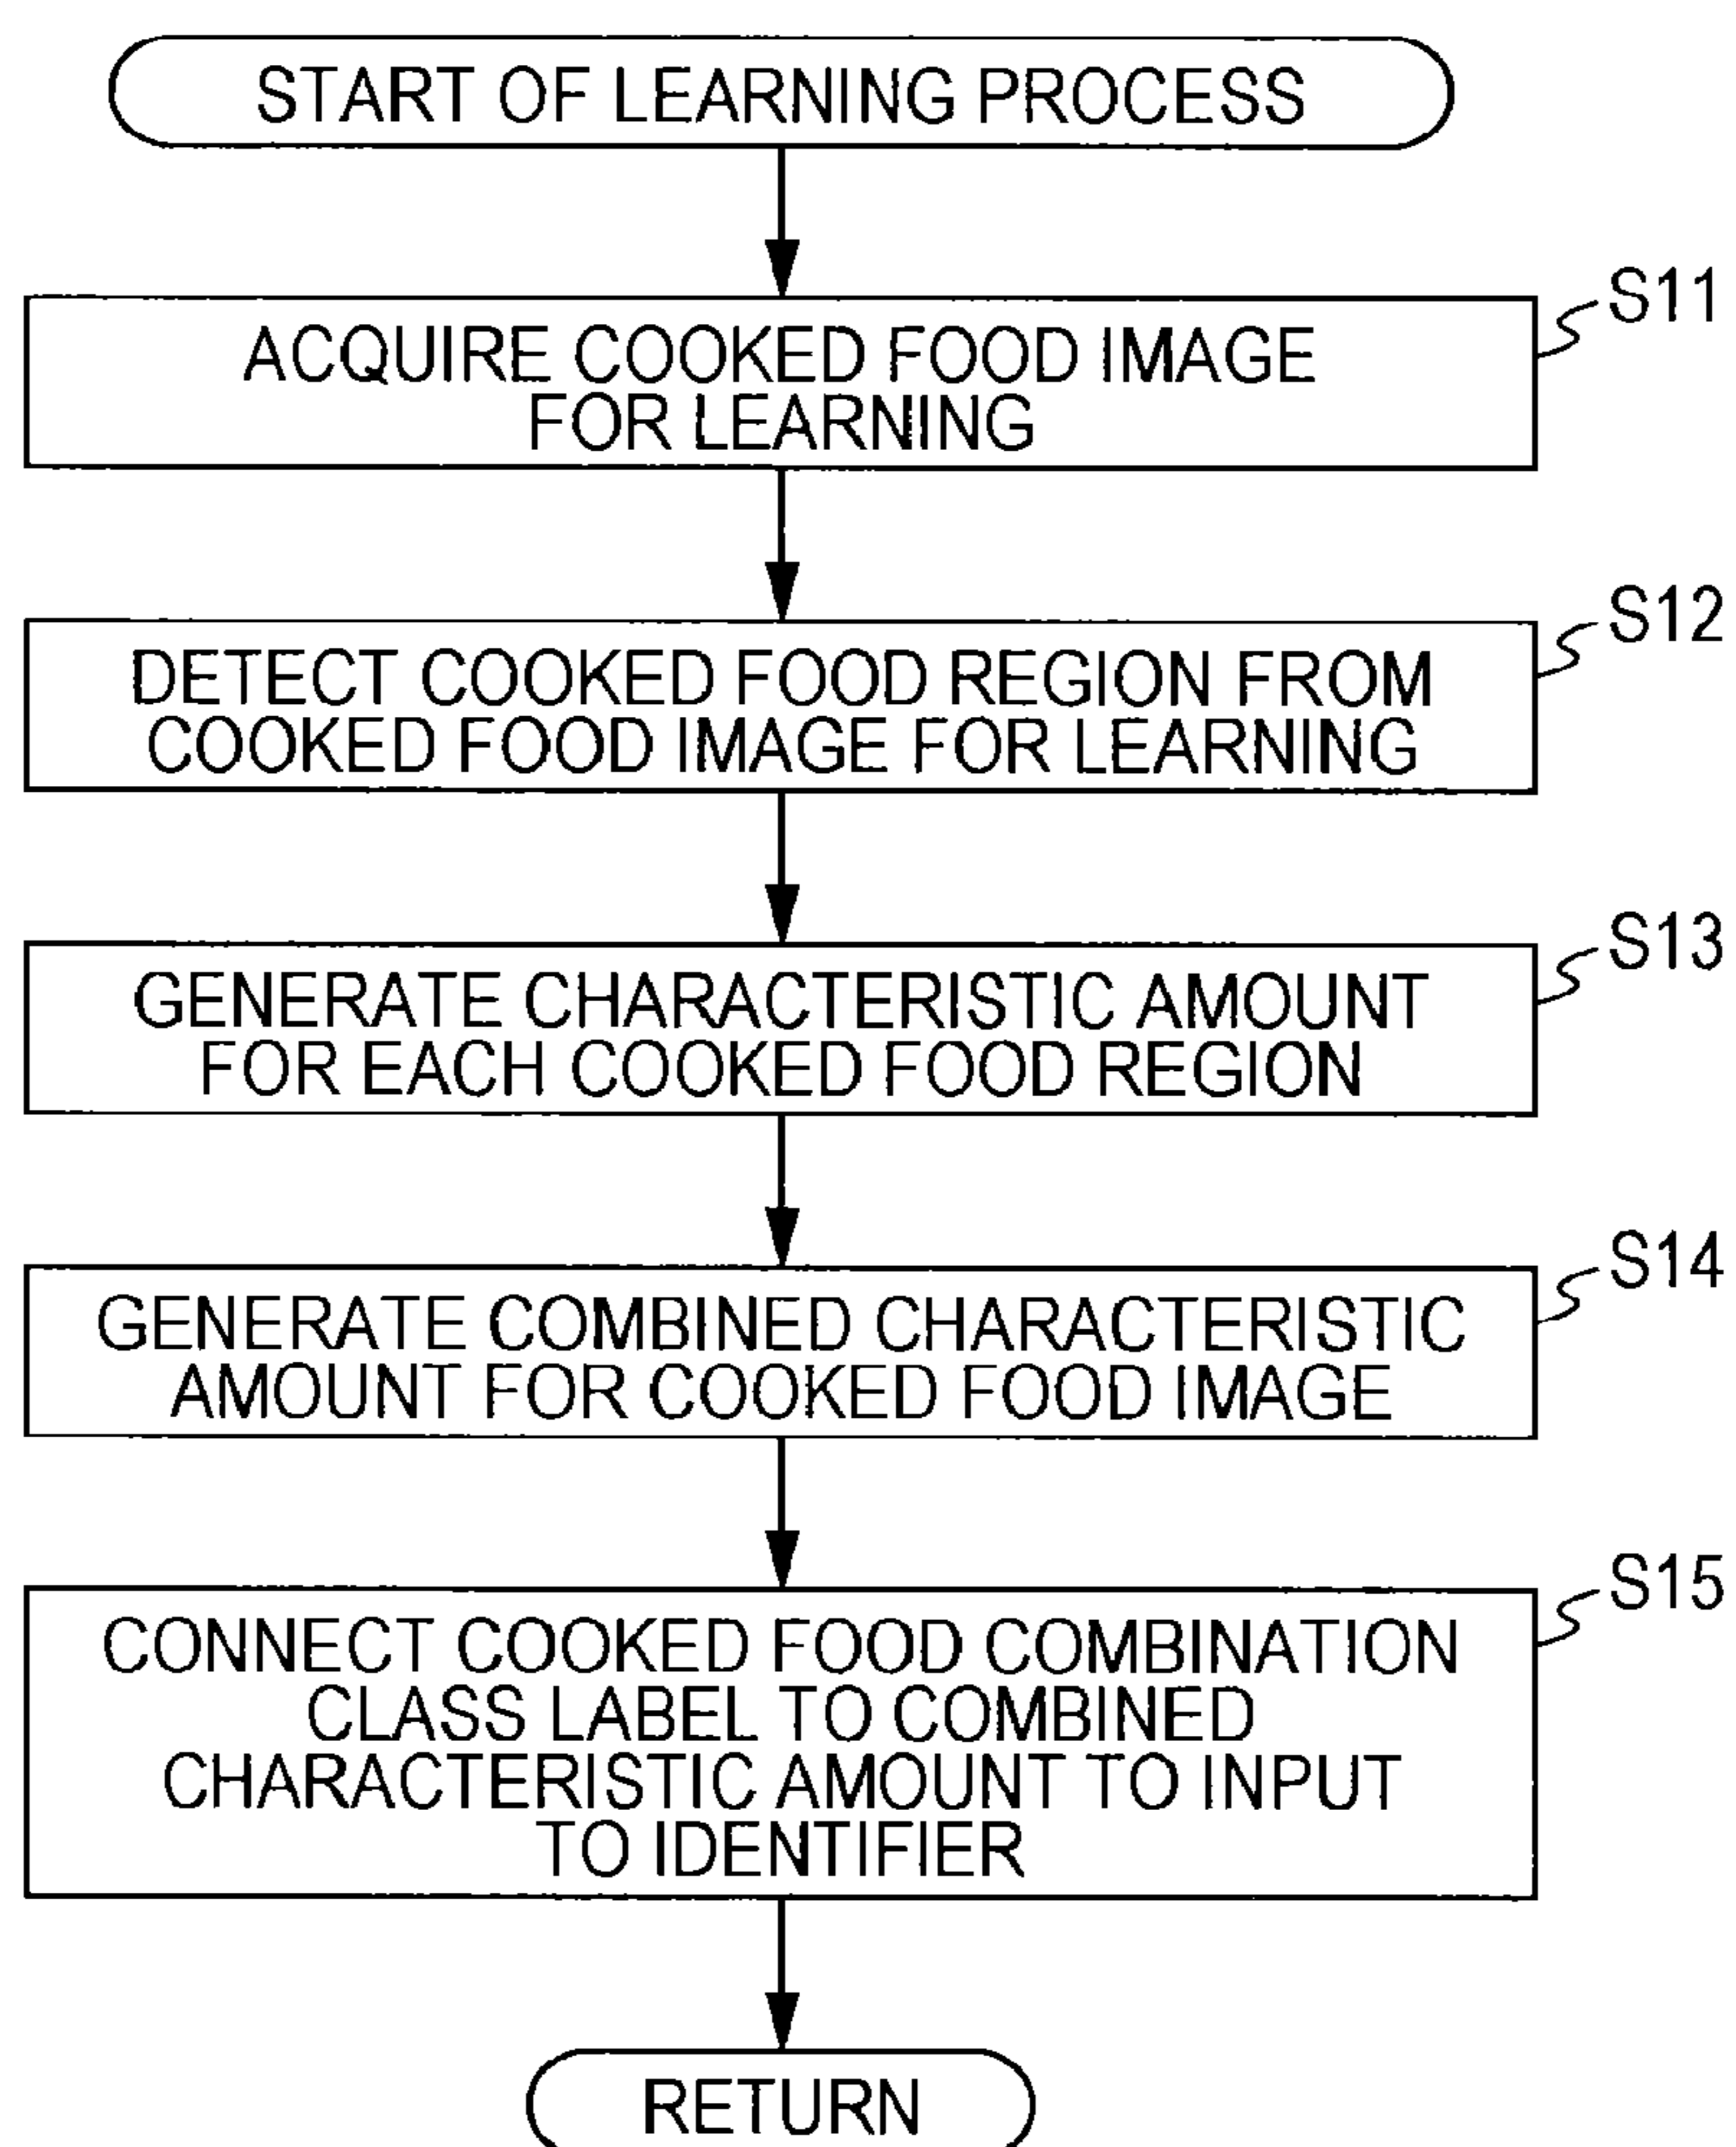 START OF LEARNING PROCESS
S11
ACQUIRE COOKED FOOD IMAGE
FOR LEARNING
S12
DETECT COOKED FOOD REGION FROM
COOKED FOOD IMAGE FOR LEARNING
S13
GENERATE CHARACTERISTIC AMOUNT
FOR EACH COOKED FOOD REGION
S14
GENERATE COMBINED CHARACTERISTIC
AMOUNT FOR COOKED FOOD IMAGE
S15
CONNECT COOKED FOOD COMBINATION
CLASS LABEL TO COMBINED
CHARACTERISTIC AMOUNT TO INPUT
TO IDENTIFIER
RETURN